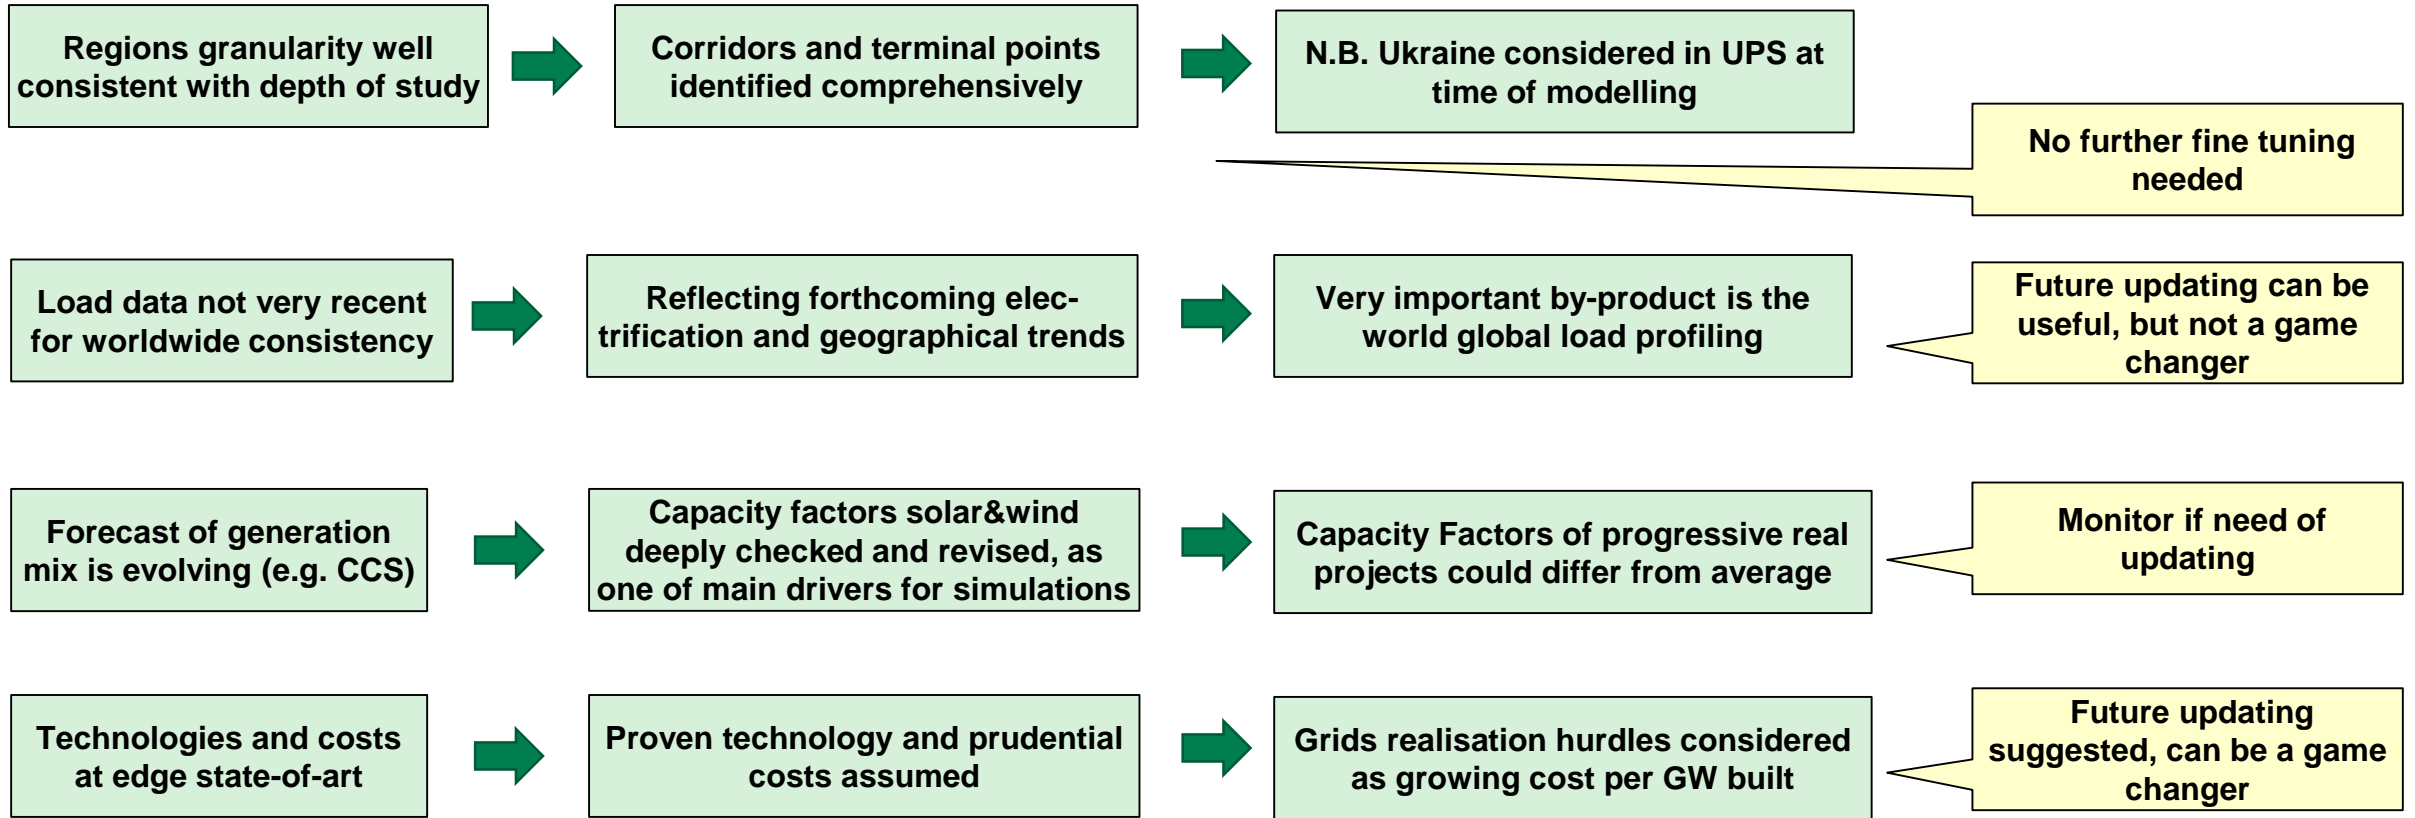 Regions granularity well
consistent with depth of study
Corridors and terminal points
identified comprehensively
N.B. Ukraine considered in UPS at
time of modelling
No further fine tuning
needed
Load data not very recent
for worldwide consistency
Reflecting forthcoming elec-
trification and geographical trends
Very important by-product is the
world global load profiling
Future updating can be
useful, but not a game
changer
Forecast of generation
mix is evolving (e.g. CCS)
Capacity factors solar&wind
deeply checked and revised, as
one of main drivers for simulations
Capacity Factors of progressive real
projects could differ from average
Monitor if need of
updating
Technologies and costs
at edge state-of-art
Proven technology and prudential
costs assumed
Grids realisation hurdles considered
as growing cost per GW built
Future updating
suggested, can be a game
changer